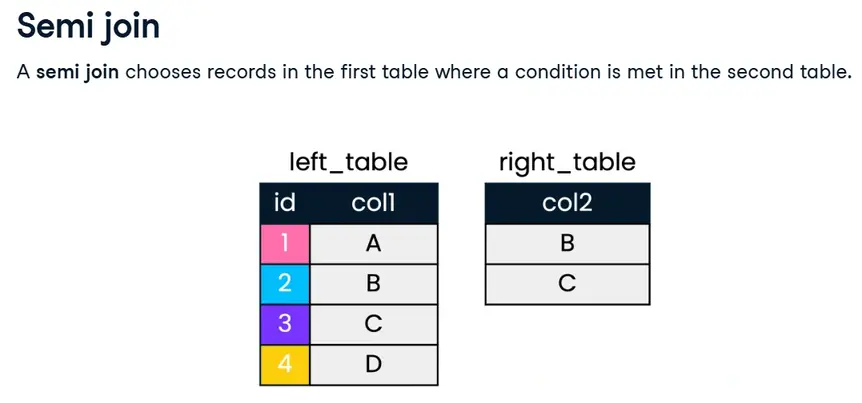 Semi join
A semi join chooses records in the first table where a condition is met in the second table.
left_table right_table
id col1 col2
1 A B
2 B C
3 C
4 D